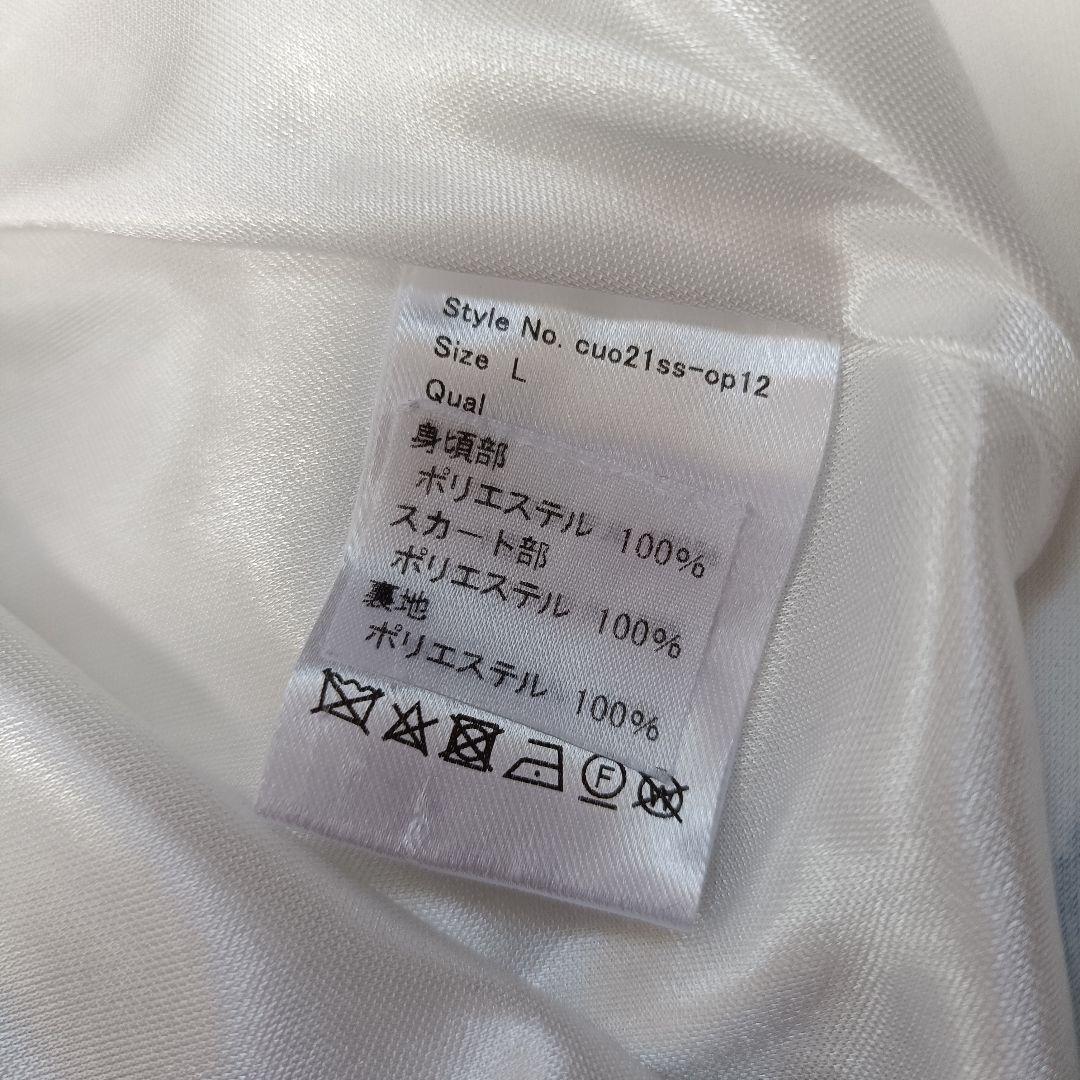 Style No. cuo21ss-op12
Size L
Qual
身頃部
ポリエステル 100%
スカート部
ポリエステル 100%
裏地
ポリエステル 100%
F W